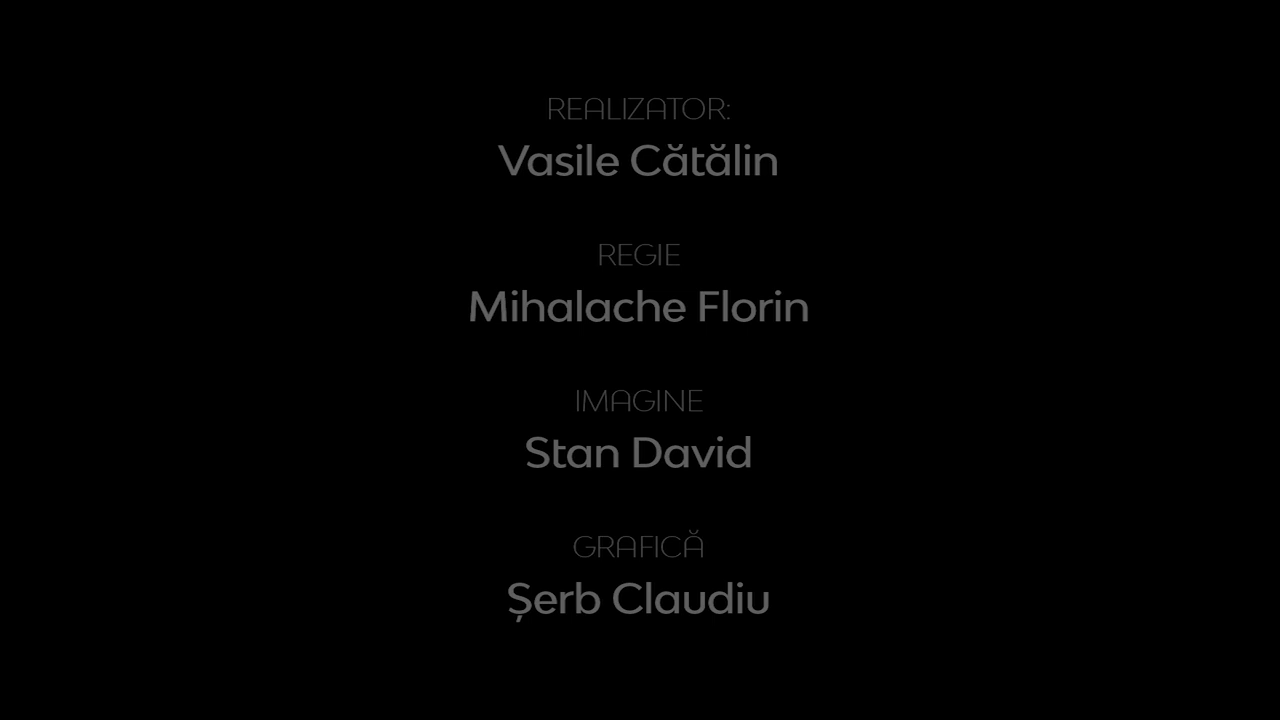 REALIZATOR:
Vasile Cătălin
REGIE
Mihalache Florin
IMAGINE
Stan David
GRAFICĂ
Șerb Claudiu